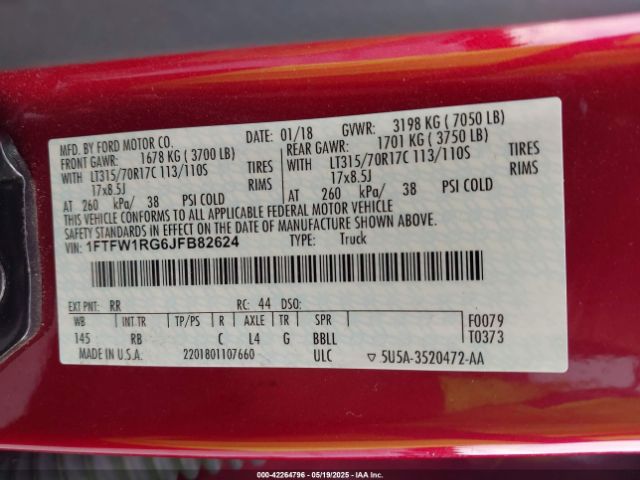 MFD. BY FORD MOTOR CO. DATE: 01/18 GVWR: 3198 KG ( 7050 LB)
FRONT GAWR: 1678 KG ( 3700 LB) REAR GAWR: 1701 KG ( 3750 LB)
WITH LT315/70R17C 113/110S TIRES WITH LT315/70R17C 113/110S TIRES
17x8.5J RIMS 17x8.5J RIMS
AT 260 kPa/ 38 PSI COLD AT 260 kPa/ 38 PSI COLD
THIS VEHICLE CONFORMS TO ALL APPLICABLE FEDERAL MOTOR VEHICLE
SAFETY STANDARDS IN EFFECT ON THE DATE OF MANUFACTURE SHOWN ABOVE.
VIN: 1FTFW1RG6JFB82624 TYPE: Truck
EXT PNT: RR RC: 44 DSO:
WB INT TR TP/PS R AXLE TR SPR F0079
145 RB C L4 G BBLL T0373
MADE IN U.S.A. 2201801107660 ULC 5U5A-3520472-AA
000-42264796 - 05/19/2025 - IAA, Inc.